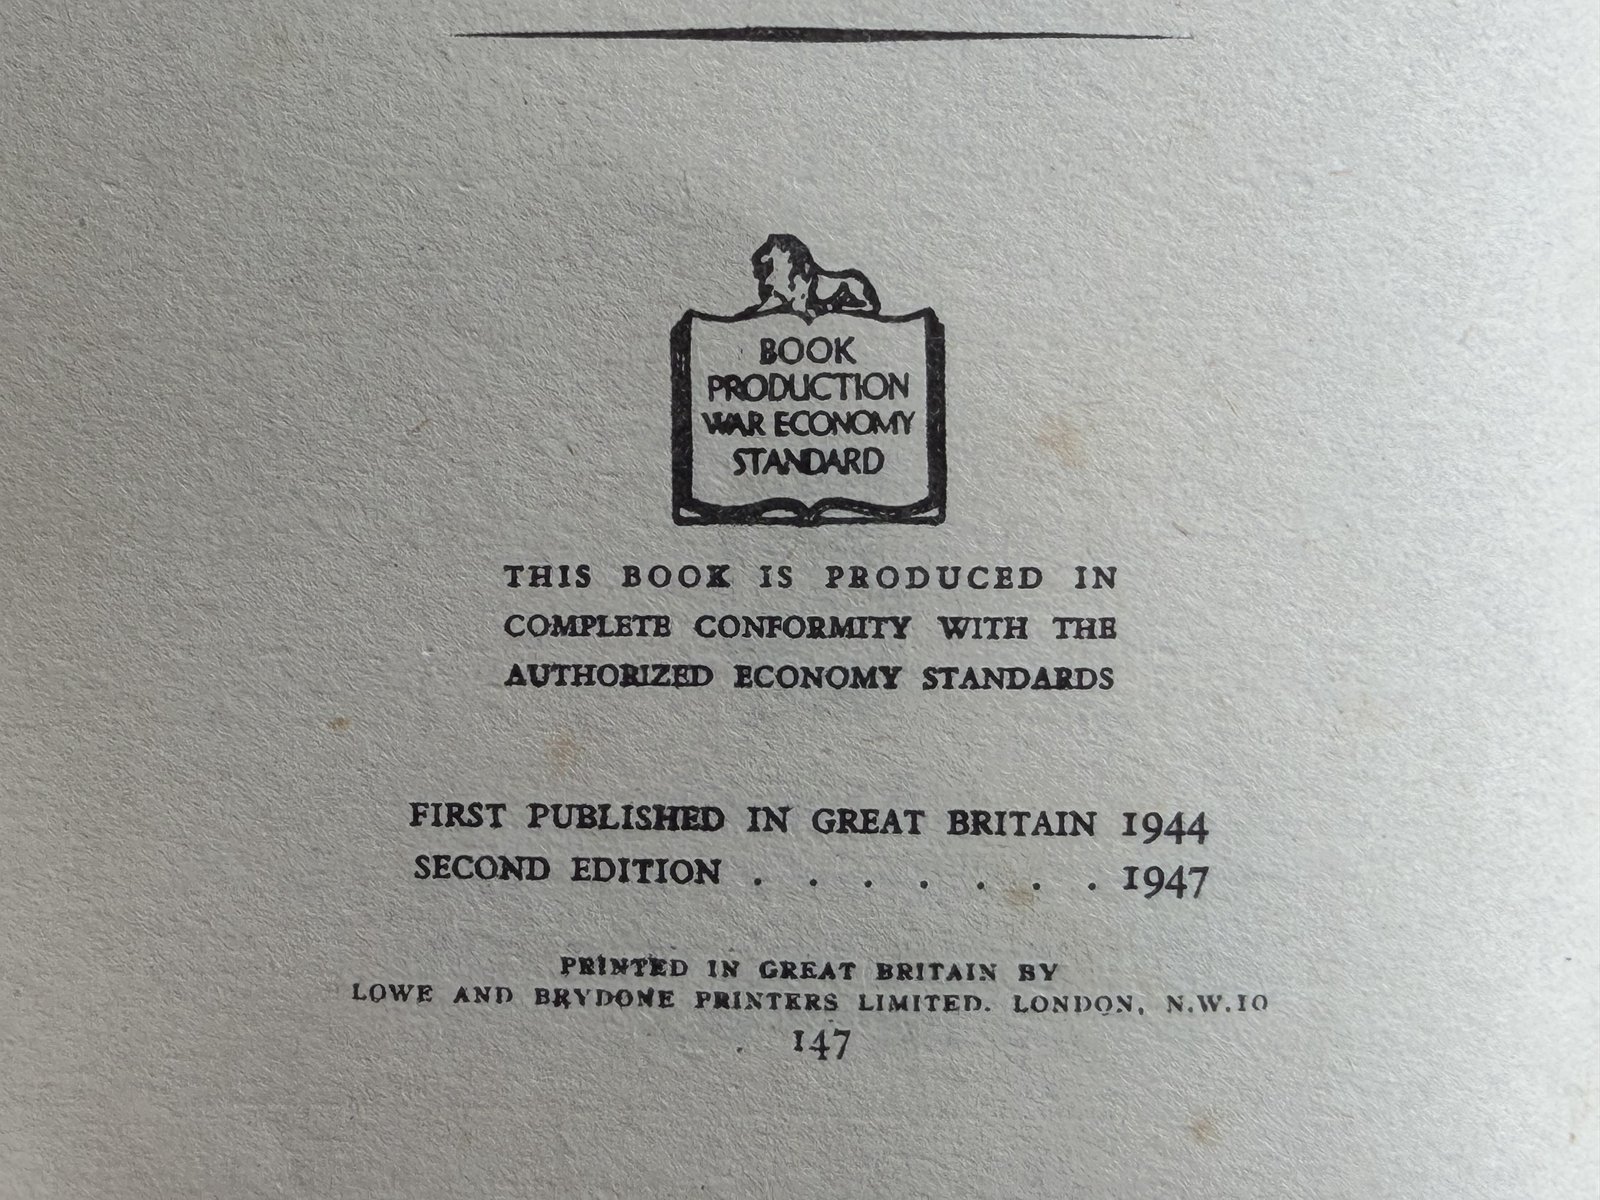 BOOK
PRODUCTION
WAR ECONOMY
STANDARD
THIS BOOK IS PRODUCED IN
COMPLETE CONFORMITY WITH THE
AUTHORIZED ECONOMY STANDARDS
FIRST PUBLISHED IN GREAT BRITAIN 1944
SECOND EDITION . . . . . . . 1947
PRINTED IN GREAT BRITAIN BY
LOWE AND BRYDONE PRINTERS LIMITED. LONDON, N.W.10
147